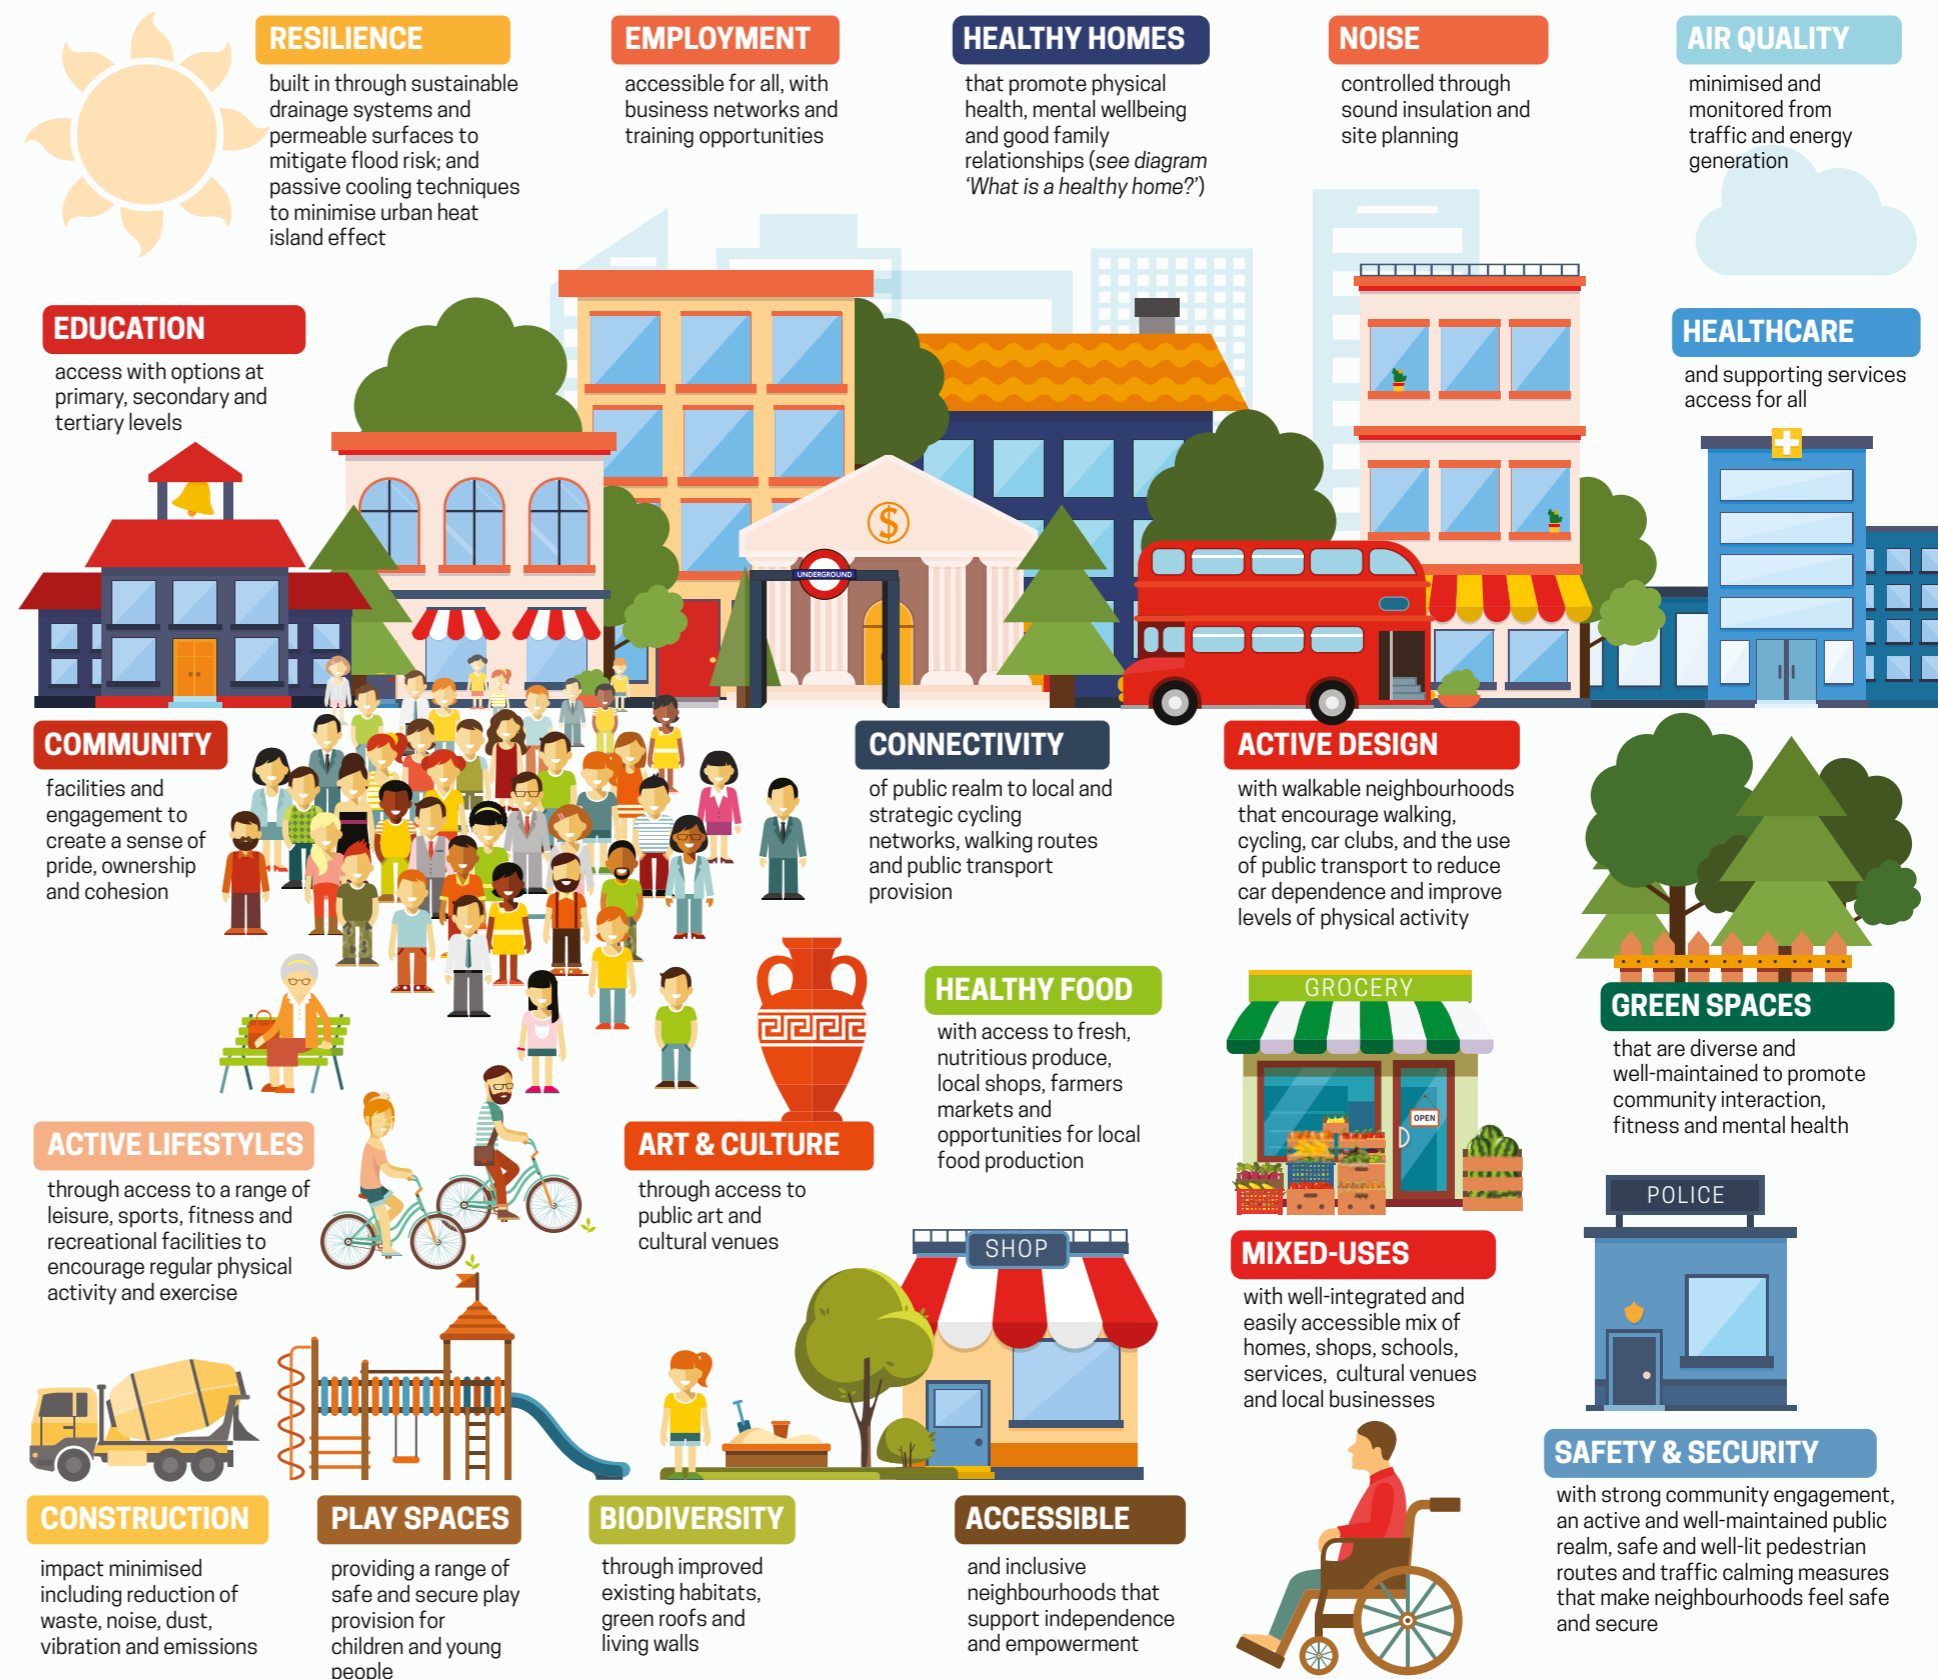 RESILIENCE
built in through sustainable
drainage systems and
permeable surfaces to
mitigate flood risk; and
passive cooling techniques
to minimise urban heat
island effect
EMPLOYMENT
accessible for all, with
business networks and
training opportunities
HEALTHY HOMES
that promote physical
health, mental wellbeing
and good family
relationships (see diagram
‘What is a healthy home?’)
NOISE
controlled through
sound insulation and
site planning
AIR QUALITY
minimised and
monitored from
traffic and energy
generation
EDUCATION
access with options at
primary, secondary and
tertiary levels
HEALTHCARE
and supporting services
access for all
$
UNDERGROUND
COMMUNITY
facilities and
engagement to
create a sense of
pride, ownership
and cohesion
CONNECTIVITY
of public realm to local and
strategic cycling
networks, walking routes
and public transport
provision
ACTIVE DESIGN
with walkable neighbourhoods
that encourage walking,
cycling, car clubs, and the use
of public transport to reduce
car dependence and improve
levels of physical activity
HEALTHY FOOD
with access to fresh,
nutritious produce,
local shops, farmers
markets and
opportunities for local
food production
GROCERY
OPEN
GREEN SPACES
that are diverse and
well-maintained to promote
community interaction,
fitness and mental health
ACTIVE LIFESTYLES
through access to a range of
leisure, sports, fitness and
recreational facilities to
encourage regular physical
activity and exercise
ART & CULTURE
through access to
public art and
cultural venues
SHOP
MIXED-USES
with well-integrated and
easily accessible mix of
homes, shops, schools,
services, cultural venues
and local businesses
POLICE
SAFETY & SECURITY
with strong community engagement,
an active and well-maintained public
realm, safe and well-lit pedestrian
routes and traffic calming measures
that make neighbourhoods feel safe
and secure
CONSTRUCTION
impact minimised
including reduction of
waste, noise, dust,
vibration and emissions
PLAY SPACES
providing a range of
safe and secure play
provision for
children and young
people
BIODIVERSITY
through improved
existing habitats,
green roofs and
living walls
ACCESSIBLE
and inclusive
neighbourhoods that
support independence
and empowerment